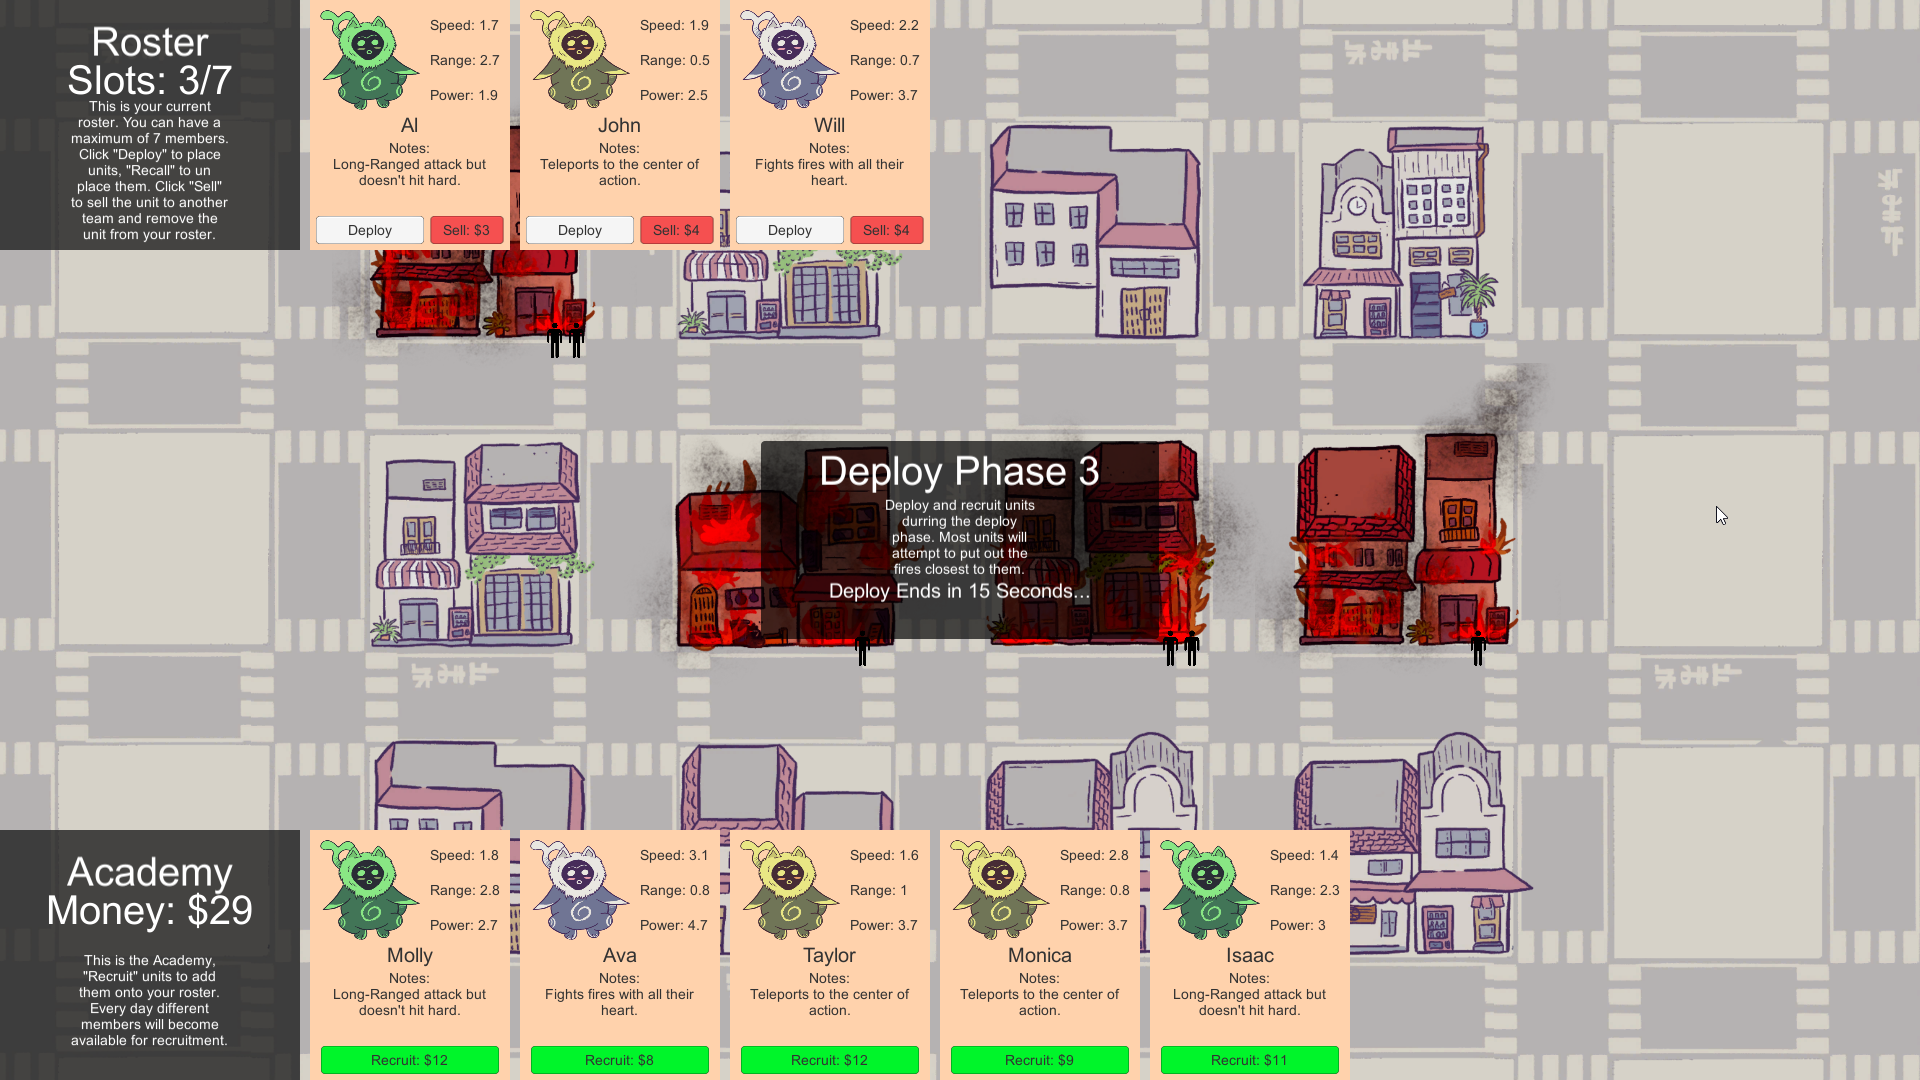 Roster
Slots: 3/7
This is your current
roster. You can have a
maximum of 7 members.
Click "Deploy" to place
units, "Recall" to un
place them. Click "Sell"
to sell the unit to another
team and remove the
unit from your roster.
Speed: 1.7
Range: 2.7
Power: 1.9
Al
Notes:
Long-Ranged attack but
doesn't hit hard.
Deploy
Sell: $3
Speed: 1.9
Range: 0.5
Power: 2.5
John
Notes:
Teleports to the center of
action.
Deploy
Sell: $4
Speed: 2.2
Range: 0.7
Power: 3.7
Will
Notes:
Fights fires with all their
heart.
Deploy
Sell: $4
Deploy Phase 3
Deploy and recruit units
durring the deploy
phase. Most units will
attempt to put out the
fires closest to them.
Deploy Ends in 15 Seconds...
Academy
Money: $29
This is the Academy,
"Recruit" units to add
them onto your roster.
Every day different
members will become
available for recruitment.
Speed: 1.8
Range: 2.8
Power: 2.7
Molly
Notes:
Long-Ranged attack but
doesn't hit hard.
Recruit: $12
Speed: 3.1
Range: 0.8
Power: 4.7
Ava
Notes:
Fights fires with all their
heart.
Recruit: $8
Speed: 1.6
Range: 1
Power: 3.7
Taylor
Notes:
Teleports to the center of
action.
Recruit: $12
Speed: 2.8
Range: 0.8
Power: 3.7
Monica
Notes:
Teleports to the center of
action.
Recruit: $9
Speed: 1.4
Range: 2.3
Power: 3
Isaac
Notes:
Long-Ranged attack but
doesn't hit hard.
Recruit: $11